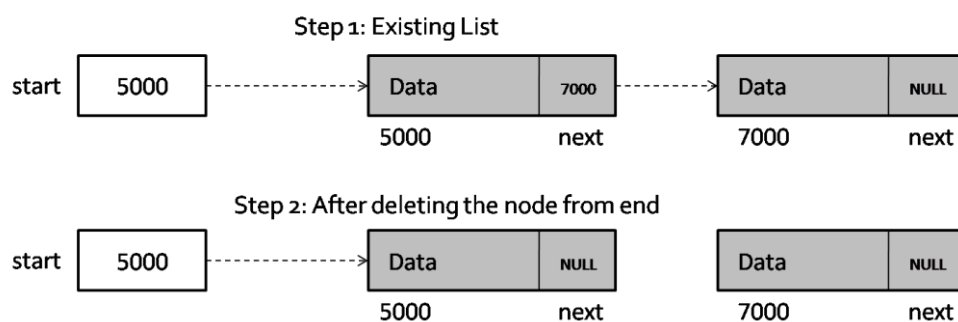 Step 1: Existing List
start 5000 Data 7000 Data NULL
5000 next 7000 next
Step 2: After deleting the node from end
start 5000 Data NULL Data NULL
5000 next 7000 next